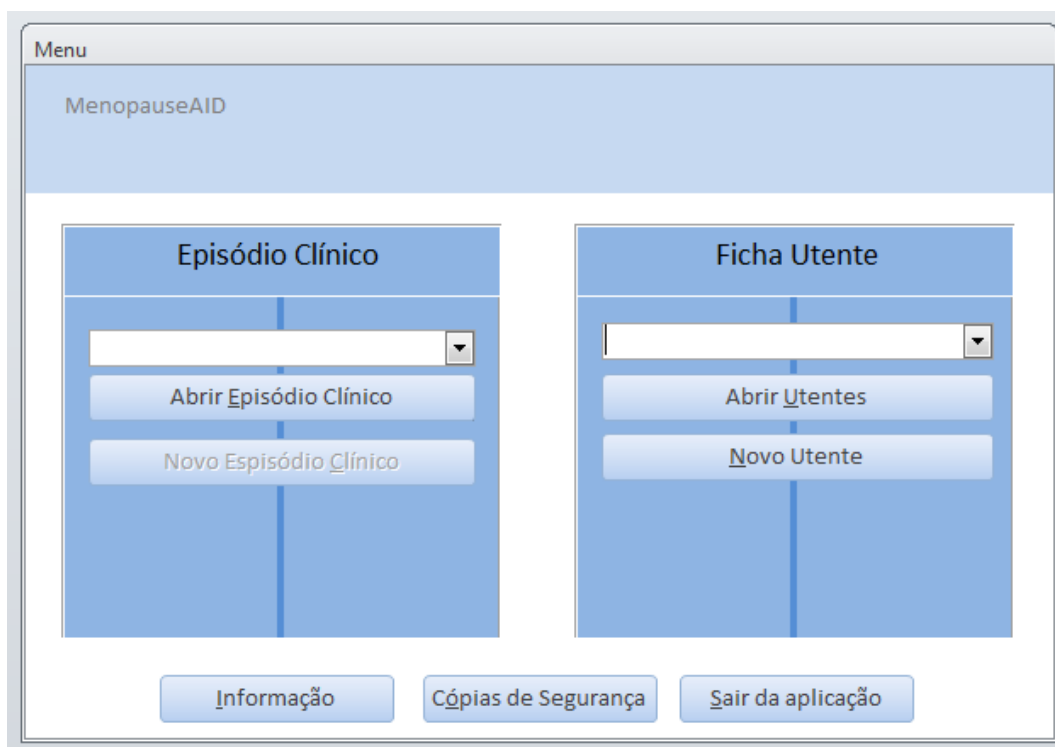 Menu
MenopauseAID
Episódio Clínico
Abrir Episódio Clínico
Novo Espisódio Clínico
Ficha Utente
Abrir Utentes
Novo Utente
Informação
Cópias de Segurança
Sair da aplicação